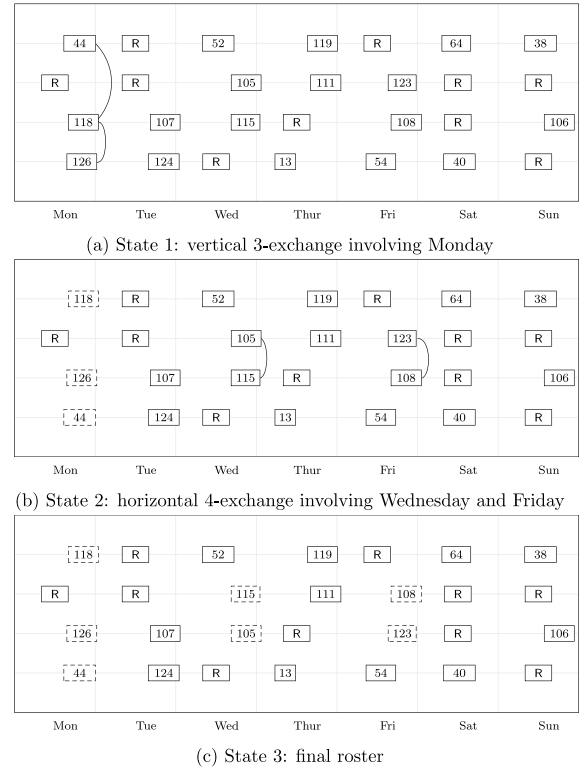 44 R 52 119 R 64 38
R R 105 111 123 R R
118 107 115 R 108 R 106
126 124 R 13 54 40 R
Mon Tue Wed Thur Fri Sat Sun
(a) State 1: vertical 3-exchange involving Monday
118 R 52 119 R 64 38
R R 105 111 123 R R
126 107 115 R 108 R 106
44 124 R 13 54 40 R
Mon Tue Wed Thur Fri Sat Sun
(b) State 2: horizontal 4-exchange involving Wednesday and Friday
118 R 52 119 R 64 38
R R 115 111 108 R R
126 107 105 R 123 R 106
44 124 R 13 54 40 R
Mon Tue Wed Thur Fri Sat Sun
(c) State 3: final roster